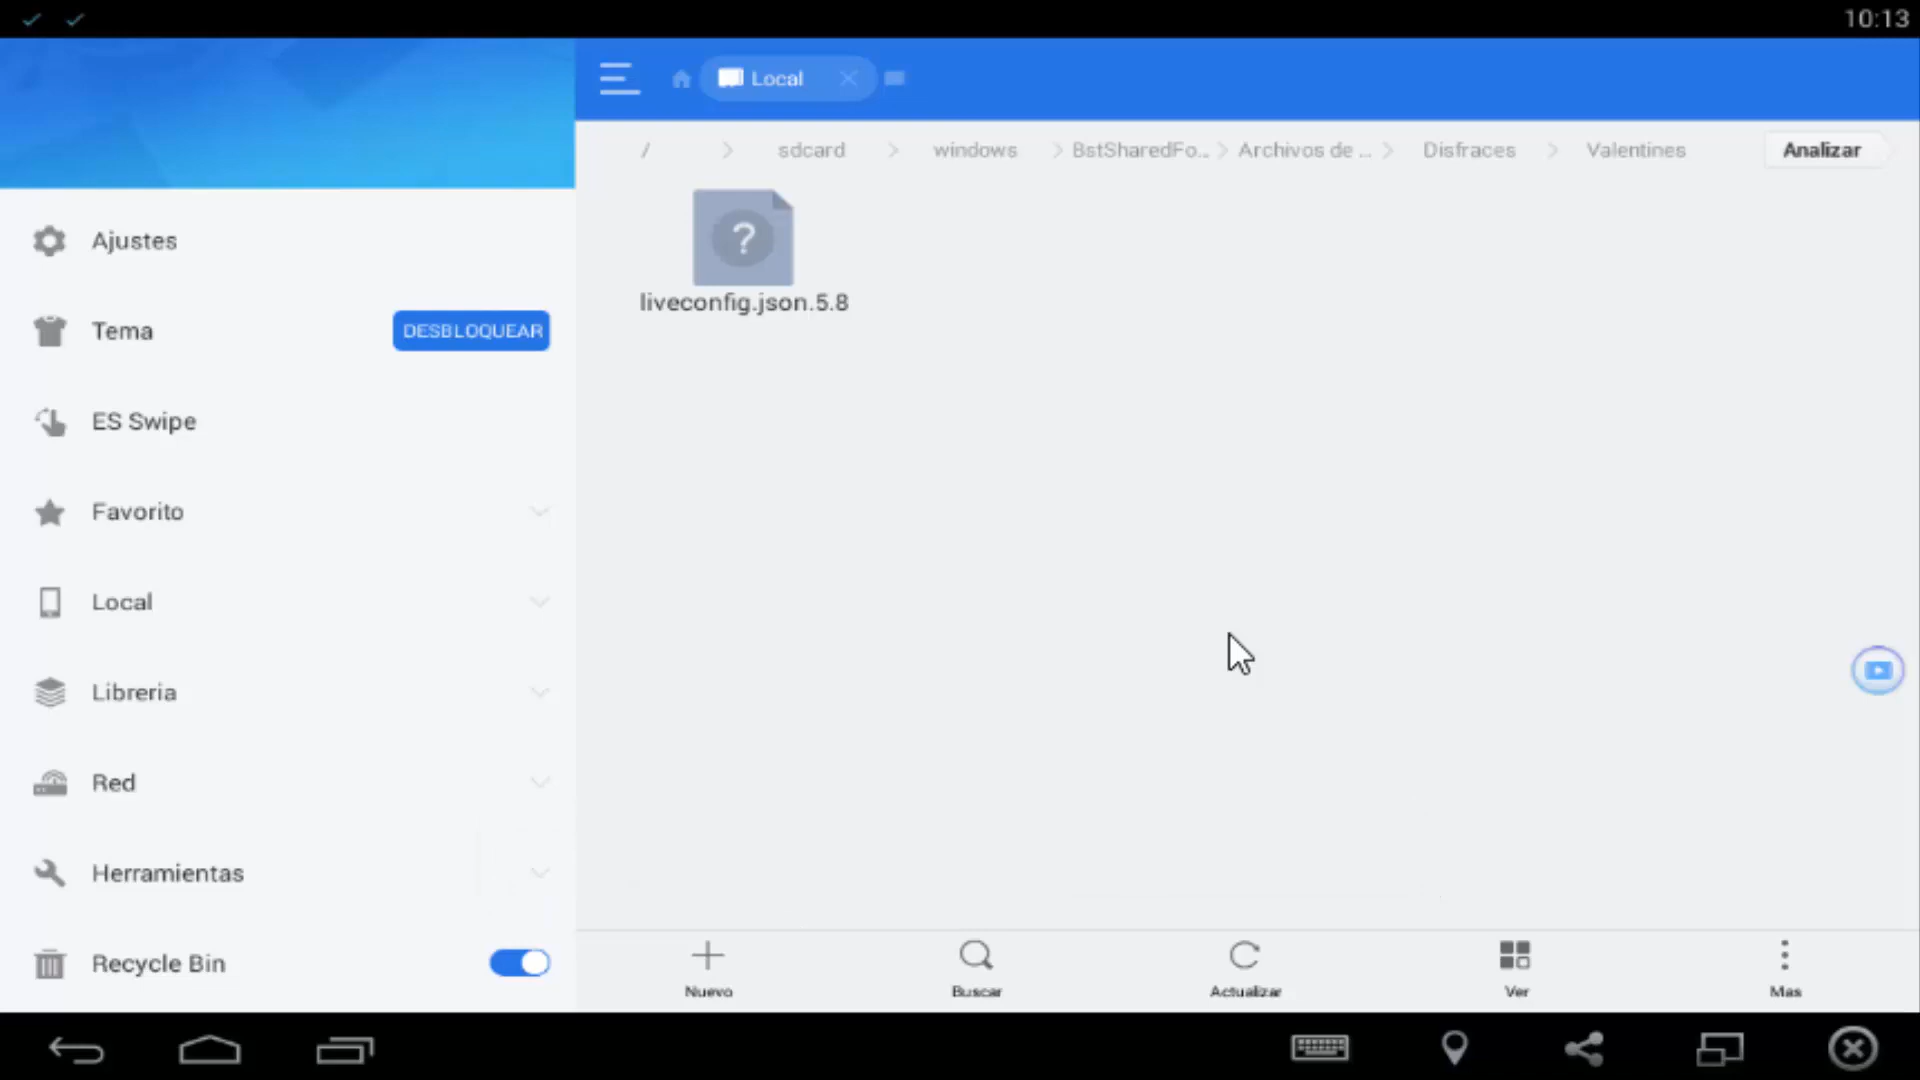 10:13
Local
/ sdcard windows BstSharedFo... Archivos de ... Disfraces Valentines Analizar
?
liveconfig.json.5.8
Ajustes
Tema DESBLOQUEAR
ES Swipe
Favorito
Local
Libreria
Red
Herramientas
Recycle Bin
Nuevo Buscar Actualizar Ver Mas